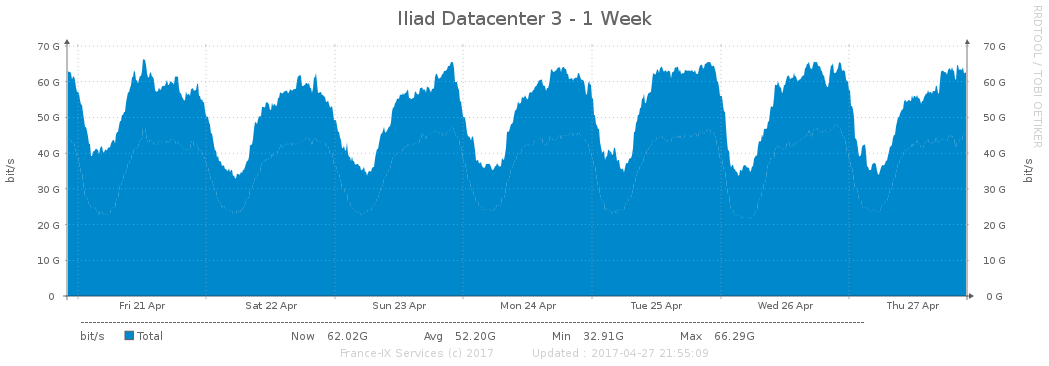 Iliad Datacenter 3 - 1 Week
RRDTOOL / TOBI OETIKER
70 G 70 G
60 G 60 G
50 G 50 G
40 G 40 G
30 G 30 G
20 G 20 G
10 G 10 G
0 0 G
bit/s bit/s
Fri 21 Apr Sat 22 Apr Sun 23 Apr Mon 24 Apr Tue 25 Apr Wed 26 Apr Thu 27 Apr
bit/s Total Now 62.02G Avg 52.20G Min 32.91G Max 66.29G
France-IX Services (c) 2017 Updated : 2017-04-27 21:55:09